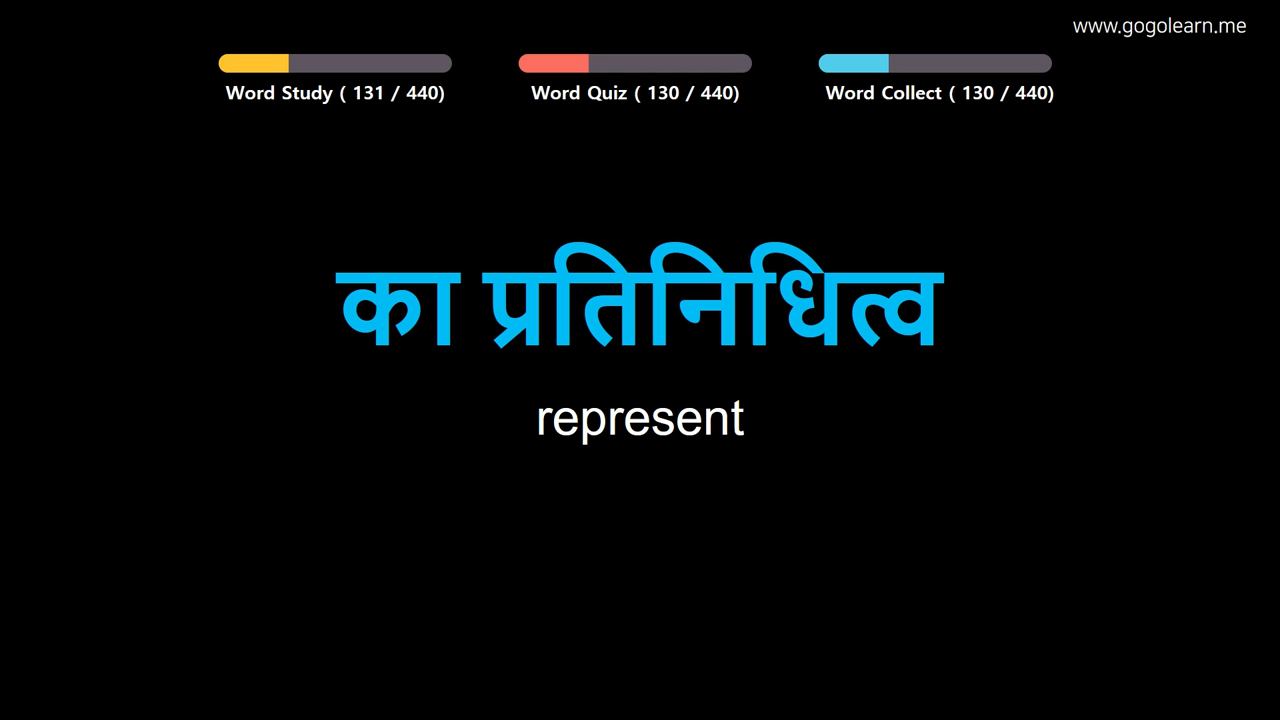 www.gogolearn.me
Word Study ( 131 / 440)
Word Quiz ( 130 / 440)
Word Collect ( 130 / 440)
का प्रतिनिधित्व
represent